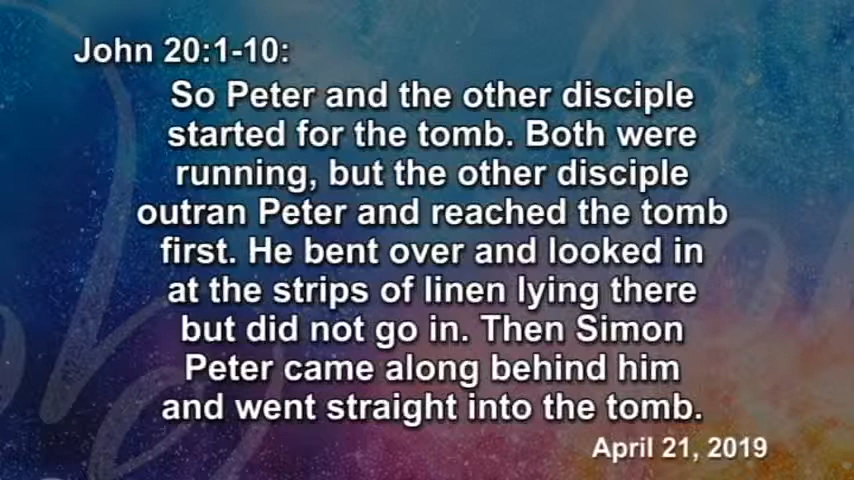 John 20:1-10:
So Peter and the other disciple
started for the tomb. Both were
running, but the other disciple
outran Peter and reached the tomb
first. He bent over and looked in
at the strips of linen lying there
but did not go in. Then Simon
Peter came along behind him
and went straight into the tomb.
April 21, 2019